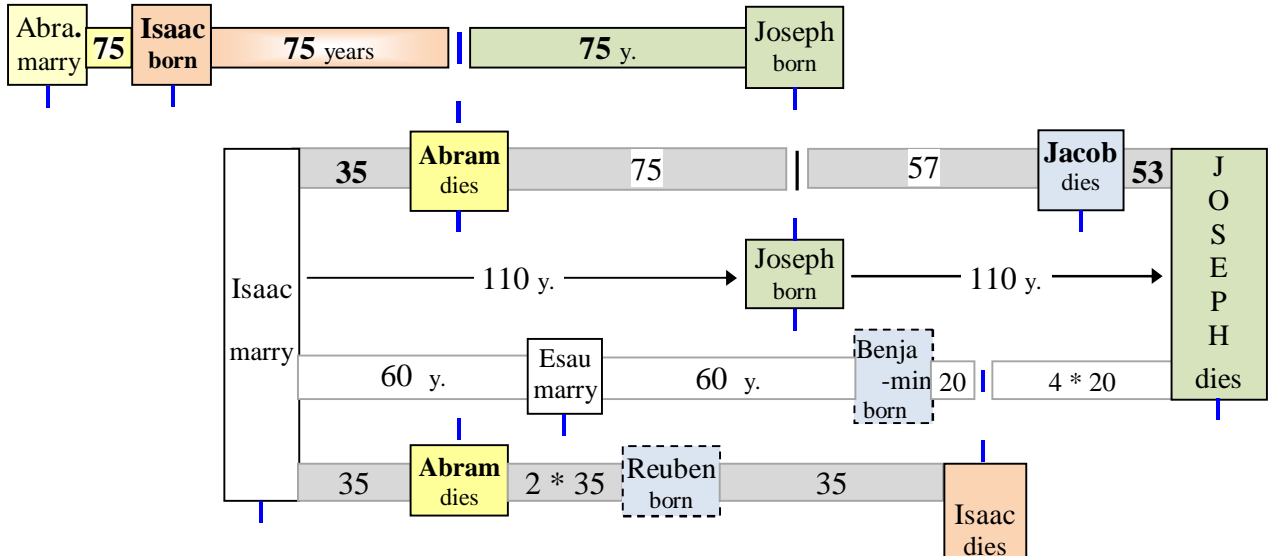 Abra.
marry
75
Isaac
born
75 years
75 y.
Joseph
born
Isaac
marry
35
Abram
dies
75
57
Jacob
dies
53
J
O
S
E
P
H
dies
110 y.
Joseph
born
110 y.
60 y.
Esau
marry
60 y.
Benja
-min
born
20
4 * 20
35
Abram
dies
2 * 35
Reuben
born
35
Isaac
dies